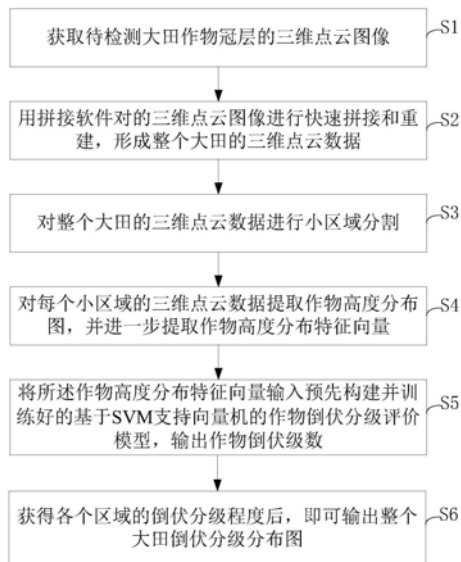 获取待检测大田作物冠层的三维点云图像
S1
用拼接软件对的三维点云图像进行快速拼接和重
建，形成整个大田的三维点云数据
S2
对整个大田的三维点云数据进行小区域分割
S3
对每个小区域的三维点云数据提取作物高度分布
图，并进一步提取作物高度分布特征向量
S4
将所述作物高度分布特征向量输入预先构建并训
练好的基于SVM支持向量机的作物倒伏分级评价
模型，输出作物倒伏级数
S5
获得各个区域的倒伏分级程度后，即可输出整个
大田倒伏分级分布图
S6